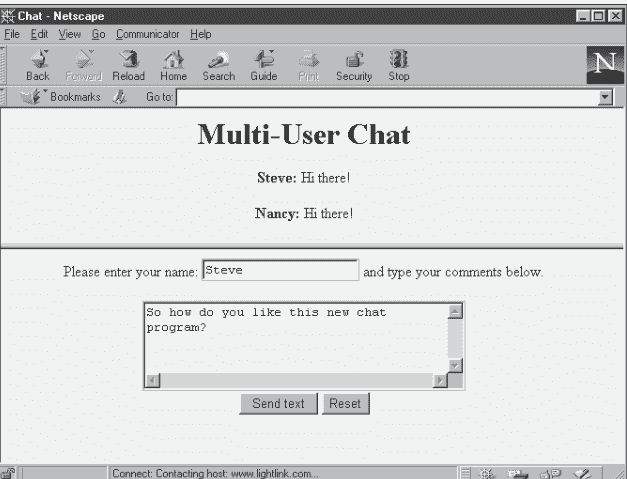 Chat - Netscape
File Edit View Go Communicator Help
Back Forward Reload Home Search Guide Print Security Stop
N
Bookmarks Go to:
Multi-User Chat
Steve: Hi there!
Nancy: Hi there!
Please enter your name: Steve and type your comments below.
So how do you like this new chat
program?
Send text Reset
Connect: Contacting host: www.lightlink.com...